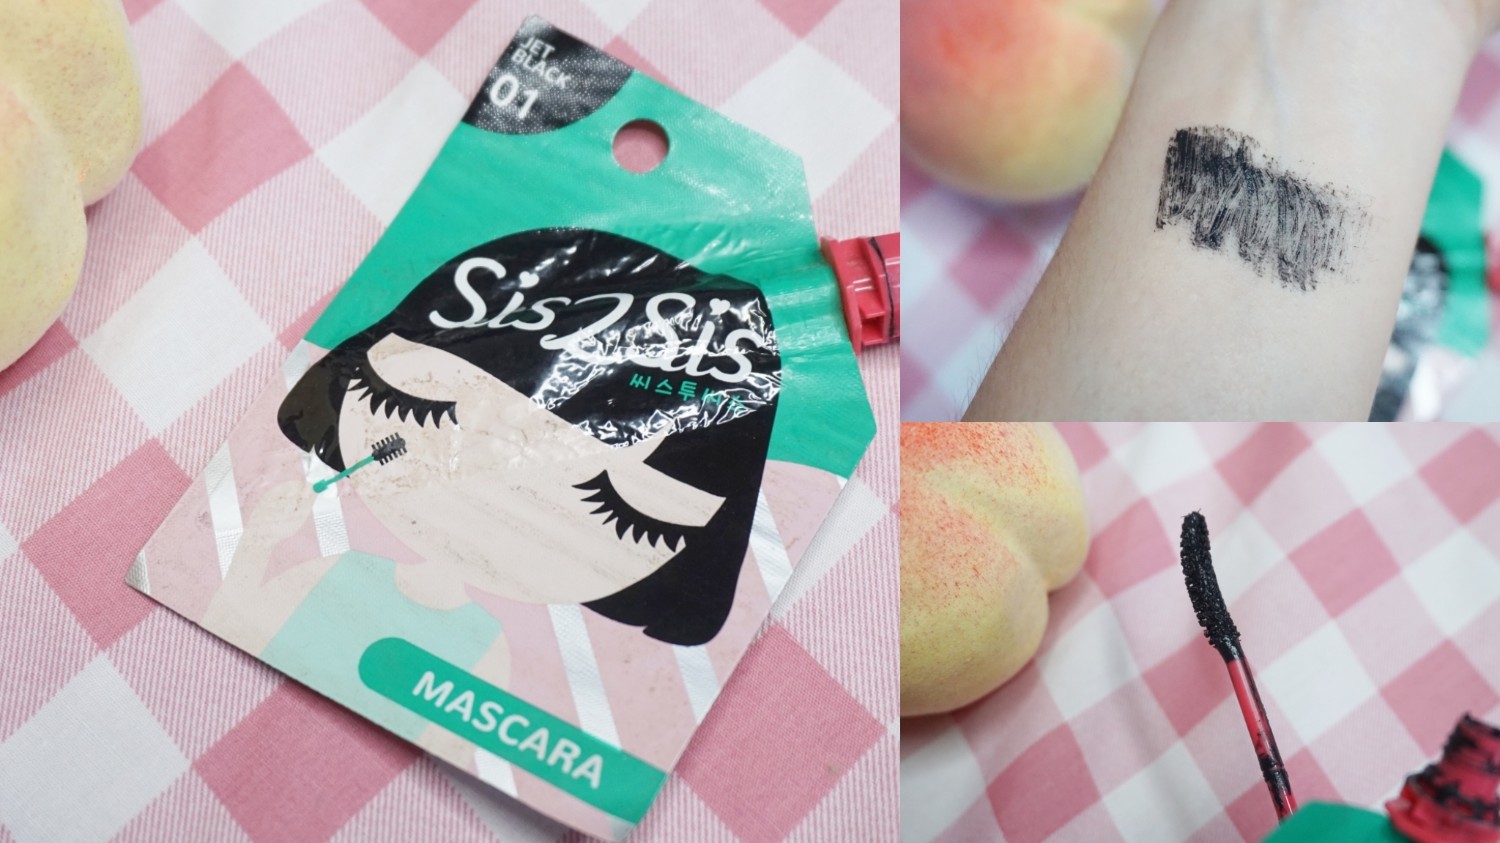 JET
BLACK
01
Sis2Sis
씨스투씨스
MASCARA